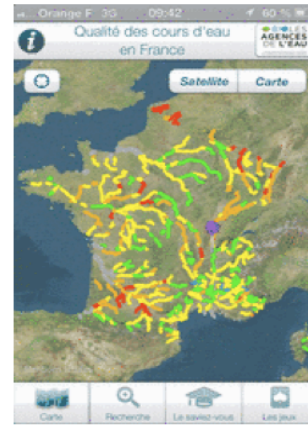 Orange F 3G 09:42 60 %
Qualité des cours d'eau
en France
LES
AGENCES
DE L'EAU
Satellite Carte
Carte Recherche Le saviez-vous Les jeux